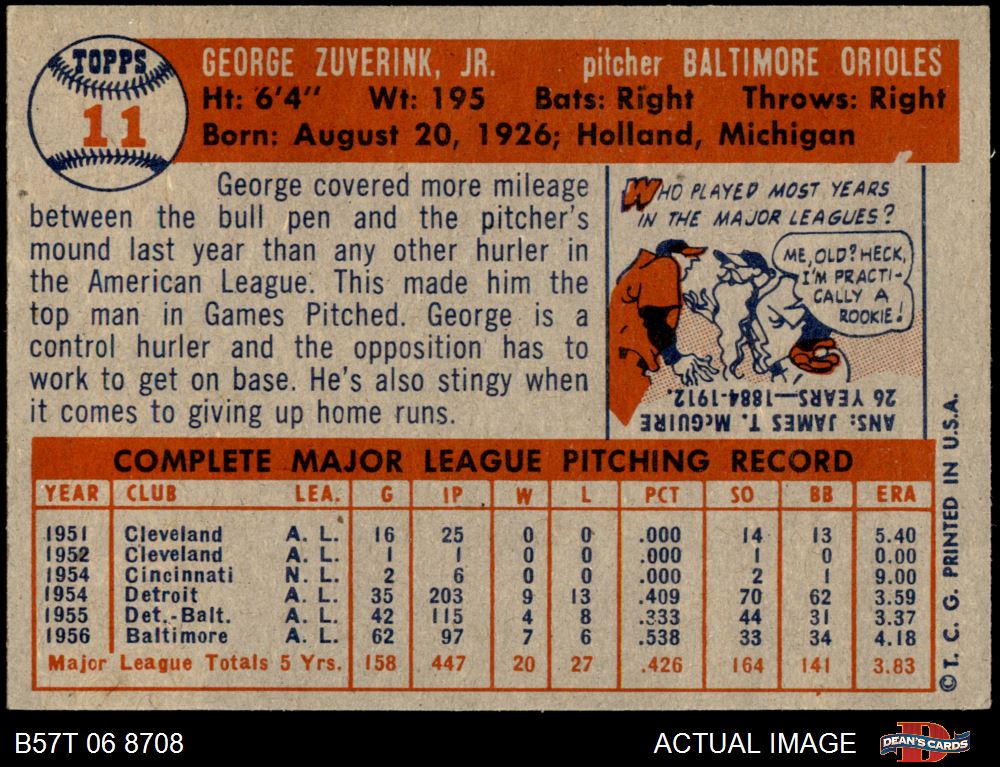 TOPPS
11
GEORGE ZUVERINK, JR. pitcher BALTIMORE ORIOLES
Ht: 6'4" Wt: 195 Bats: Right Throws: Right
Born: August 20, 1926; Holland, Michigan
George covered more mileage
between the bull pen and the pitcher's
mound last year than any other hurler in
the American League. This made him the
top man in Games Pitched. George is a
control hurler and the opposition has to
work to get on base. He's also stingy when
it comes to giving up home runs.
WHO PLAYED MOST YEARS
IN THE MAJOR LEAGUES?
ME, OLD? HECK,
I'M PRACTI-
CALLY A
ROOKIE!
ANS: JAMES T. McGUIRE
26 YEARS—1884-1912.
COMPLETE MAJOR LEAGUE PITCHING RECORD
YEAR CLUB LEA. G IP W L PCT SO BB ERA
1951 Cleveland A. L. 16 25 0 0 .000 14 13 5.40
1952 Cleveland A. L. 1 1 0 0 .000 1 0 0.00
1954 Cincinnati N. L. 2 6 0 0 .000 2 1 9.00
1954 Detroit A. L. 35 203 9 13 .409 70 62 3.59
1955 Det.-Balt. A. L. 42 115 4 8 .333 44 31 3.37
1956 Baltimore A. L. 62 97 7 6 .538 33 34 4.18
Major League Totals 5 Yrs. 158 447 20 27 .426 164 141 3.83
©T. C. G. PRINTED IN U.S.A.
B57T 06 8708
ACTUAL IMAGE
DEAN'S CARDS